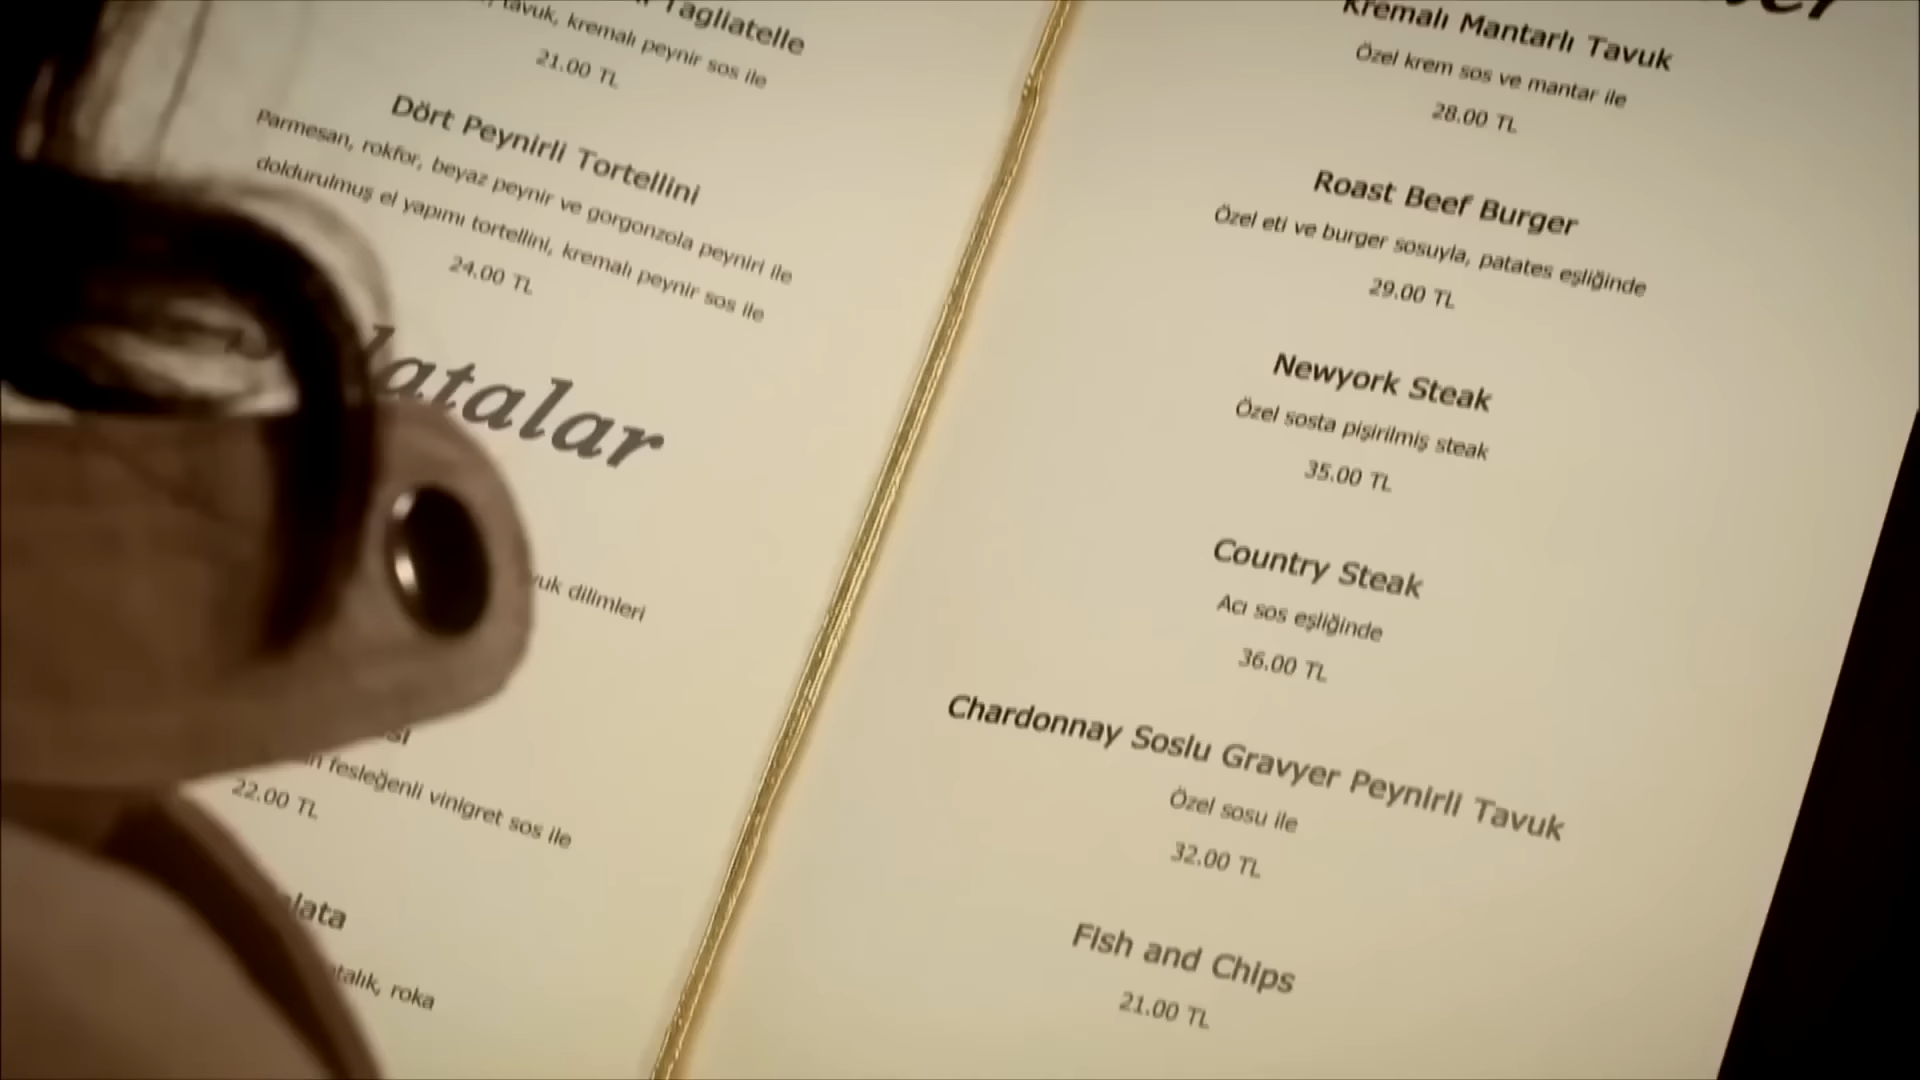 Tagliatelle
tavuk, kremalı peynir sos ile
21.00 TL
Dört Peynirli Tortellini
Parmesan, rokfor, beyaz peynir ve gorgonzola peyniri ile
doldurulmuş el yapımı tortellini, kremalı peynir sos ile
24.00 TL
latalar
vuk dilimleri
sı
fesleğenli vinigret sos ile
22.00 TL
lata
talık, roka
Kremalı Mantarlı Tavuk
Özel krem sos ve mantar ile
28.00 TL
Roast Beef Burger
Özel eti ve burger sosuyla, patates eşliğinde
29.00 TL
Newyork Steak
Özel sosta pişirilmiş steak
35.00 TL
Country Steak
Acı sos eşliğinde
36.00 TL
Chardonnay Soslu Gravyer Peynirli Tavuk
Özel sosu ile
32.00 TL
Fish and Chips
21.00 TL